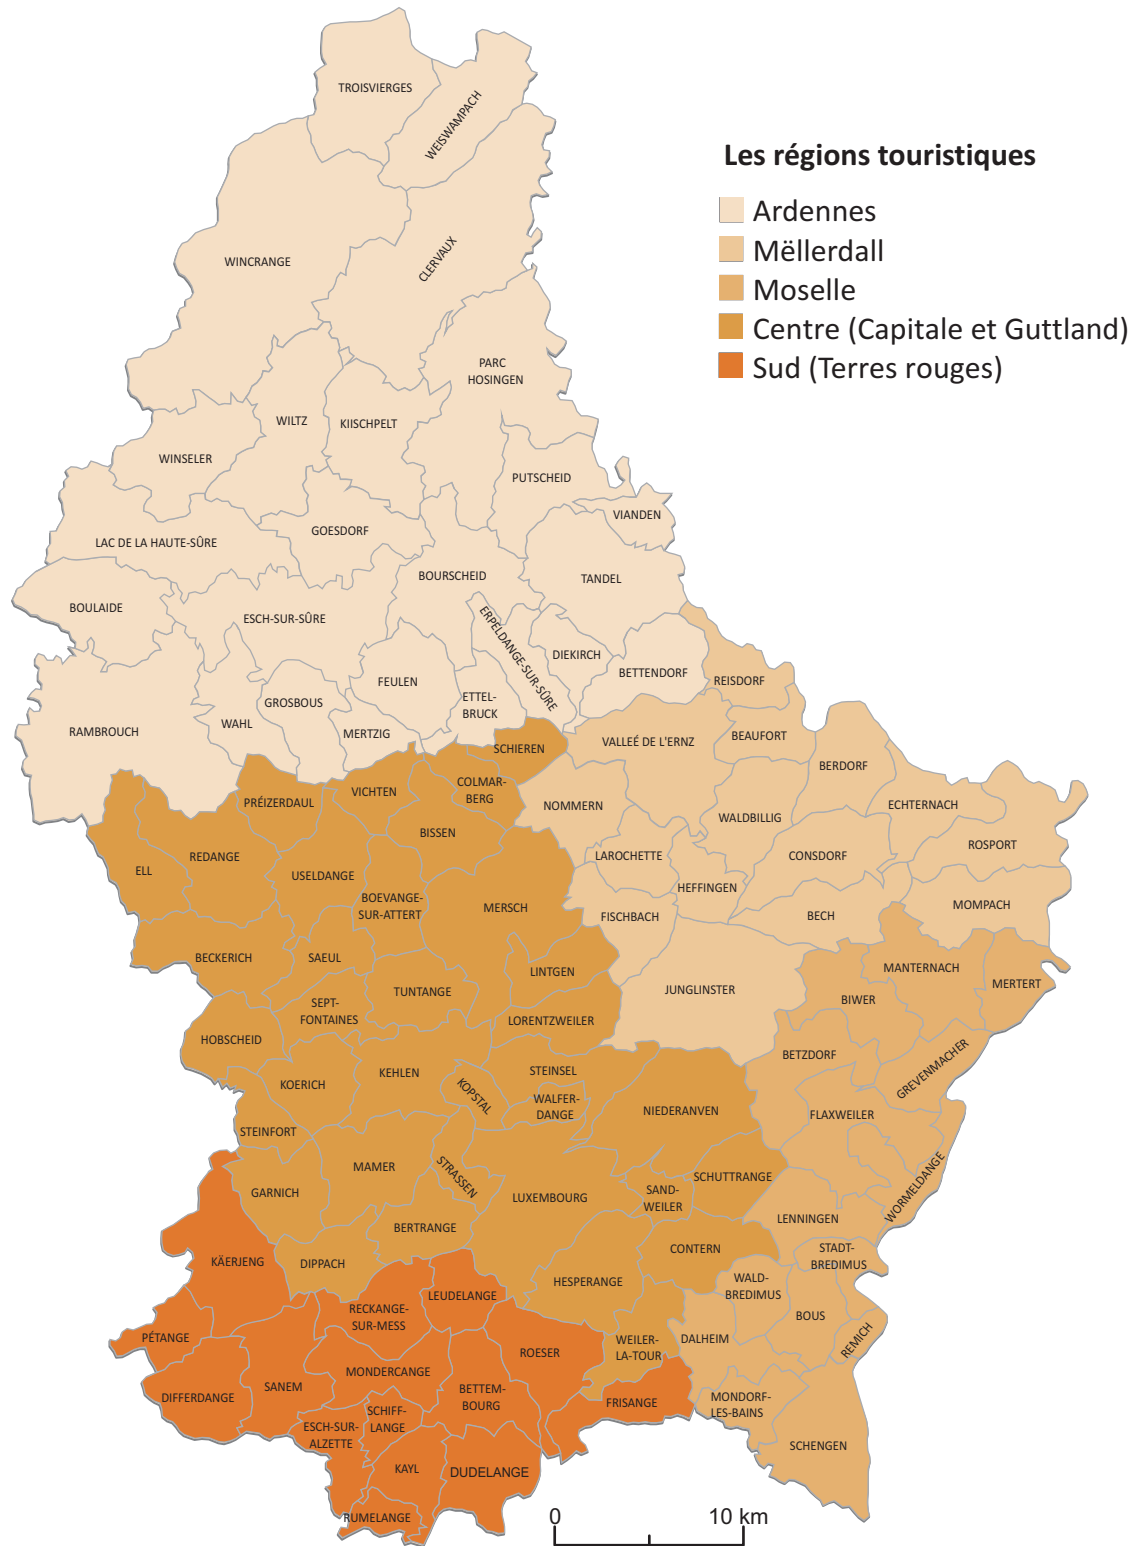 TROISVIERGES
WEISWAMPACH
Les régions touristiques
Ardennes
Mëllerdall
Moselle
Centre (Capitale et Guttland)
Sud (Terres rouges)
WINCRANGE
CLERVAUX
PARC
HOSINGEN
WILTZ
KIISCHPELT
WINSELER
PUTSCHEID
VIANDEN
GOESDORF
LAC DE LA HAUTE-SÛRE
BOURSCHEID
TANDEL
BOULAIDE
ESCH-SUR-SÛRE
ERPELDANGE-SUR-SÛRE
DIEKIRCH
BETTENDORF
REISDORF
FEULEN
ETTEL-
BRUCK
GROSBOUS
WAHL
RAMBROUCH
MERTZIG
SCHIEREN
VALLEÉ DE L'ERNZ
BEAUFORT
BERDORF
COLMAR-
BERG
VICHTEN
PRÉIZERDAUL
NOMMERN
ECHTERNACH
WALDBILLIG
BISSEN
ROSPORT
REDANGE
LAROCHETTE
CONSDORF
ELL
USELDANGE
HEFFINGEN
BOEVANGE-
SUR-ATTERT
MERSCH
FISCHBACH
BECH
MOMPACH
BECKERICH
SAEUL
LINTGEN
MANTERNACH
MERTERT
TUNTANGE
JUNGLINSTER
BIWER
SEPT-
FONTAINES
LORENTZWEILER
HOBSCHEID
BETZDORF
GREVENMACHER
KOERICH
KEHLEN
STEINSEL
KOPSTAL
WALFER-
DANGE
NIEDERANVEN
FLAXWEILER
STEINFORT
MAMER
STRASSEN
SCHUTTRANGE
WORMELDANGE
GARNICH
LUXEMBOURG
SAND-
WEILER
LENNINGEN
BERTRANGE
CONTERN
STADT-
BREDIMUS
KÄERJENG
DIPPACH
HESPERANGE
WALD-
BREDIMUS
LEUDELANGE
RECKANGE-
SUR-MESS
BOUS
PÉTANGE
ROESER
WEILER-
LA-TOUR
DALHEIM
REMICH
MONDERCANGE
SANEM
DIFFERDANGE
BETTEM-
BOURG
FRISANGE
MONDORF-
LES-BAINS
SCHIFF-
LANGE
ESCH-SUR-
ALZETTE
SCHENGEN
KAYL
DUDELANGE
RUMELANGE
0 10 km